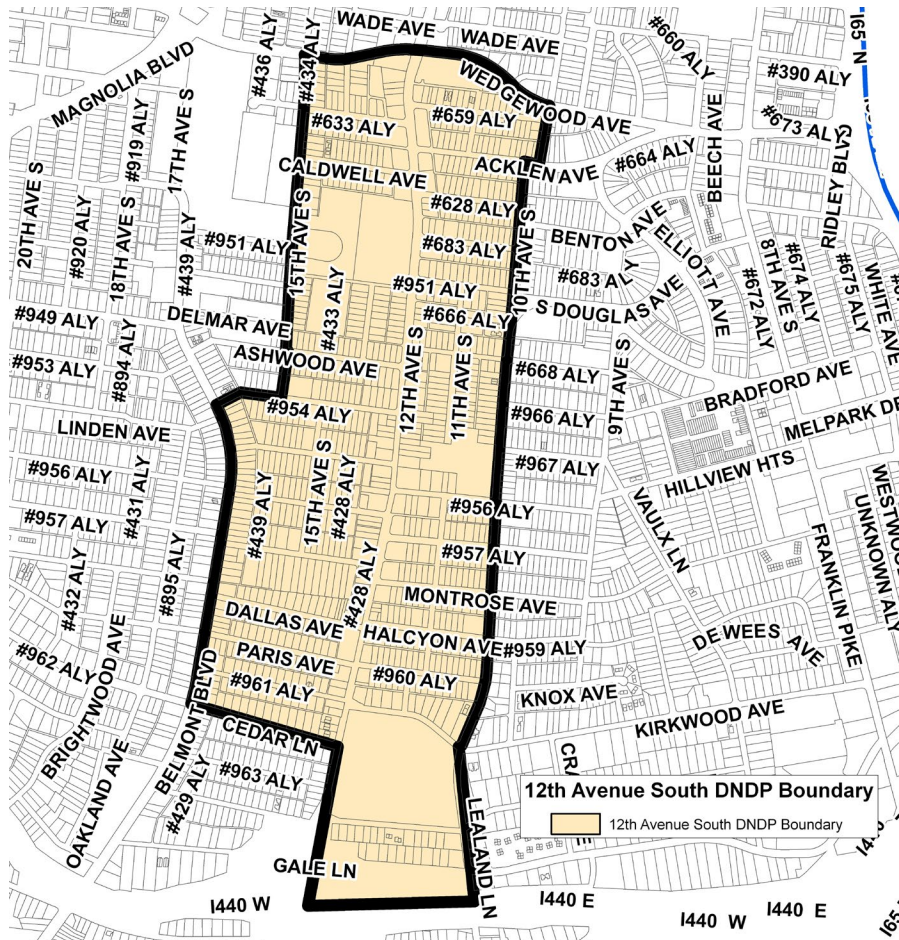 WADE AVE
WADE AVE
#660 ALY
I65 N
#436 ALY
#434 ALY
MAGNOLIA BLVD
WEDGEWOOD AVE
#390 ALY
#919 ALY
17TH AVE S
#633 ALY
#659 ALY
BEECH AVE
#673 ALY
CALDWELL AVE
ACKLEN AVE
#664 ALY
RIDLEY BLVD
20TH AVE S
#920 ALY
18TH AVE S
#439 ALY
#951 ALY
15TH AVE S
#628 ALY
10TH AVE S
BENTON AVE
ELLIOTT AVE
#683 ALY
#683 ALY
#951 ALY
#433 ALY
#666 ALY
S DOUGLAS AVE
#672 ALY
8TH AVE S
#674 ALY
#675 ALY
WHITE AVE
#949 ALY
DELMAR AVE
#953 ALY
#894 ALY
ASHWOOD AVE
12TH AVE S
11TH AVE S
#668 ALY
9TH AVE S
BRADFORD AVE
#954 ALY
#966 ALY
MELPARK DR
LINDEN AVE
#956 ALY
#431 ALY
#967 ALY
HILLVIEW HTS
#439 ALY
15TH AVE S
#428 ALY
#956 ALY
VAULX LN
#957 ALY
#957 ALY
FRANKLIN PIKE
UNKNOWN ALY
#432 ALY
#895 ALY
#428 ALY
MONTROSE AVE
DALLAS AVE
HALCYON AVE
#959 ALY
DEWEES AVE
#962 ALY
BRIGHTWOOD AVE
PARIS AVE
#961 ALY
#960 ALY
KNOX AVE
BELMONT BLVD
CEDAR LN
KIRKWOOD AVE
OAKLAND AVE
#429 ALY
#963 ALY
LEALAND LN
12th Avenue South DNDP Boundary
12th Avenue South DNDP Boundary
GALE LN
I440 W
I440 E
I440 W
I440 E